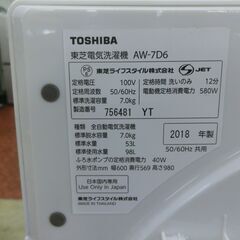 TOSHIBA
東芝電気洗濯機 AW-7D6
東芝ライフスタイル株式会社 JET
定格電圧 100V 定格時間 洗いのみ 12分
定格周波数 50/60Hz 電動機定格消費電力 580W
標準洗濯容量 7.0kg
製造番号 756481 YT
種類 全自動電気洗濯機
標準脱水容量 7.0kg
標準水量 53L
標準使用水量 98L
2018 年製
50/60Hz 共用
ふろ水ポンプの定格消費電力 40W
外形寸法 mm 幅600 奥行569 高さ980
日本国内専用
Use Only in Japan
東芝ライフスタイル株式会社
MADE IN THAILAND